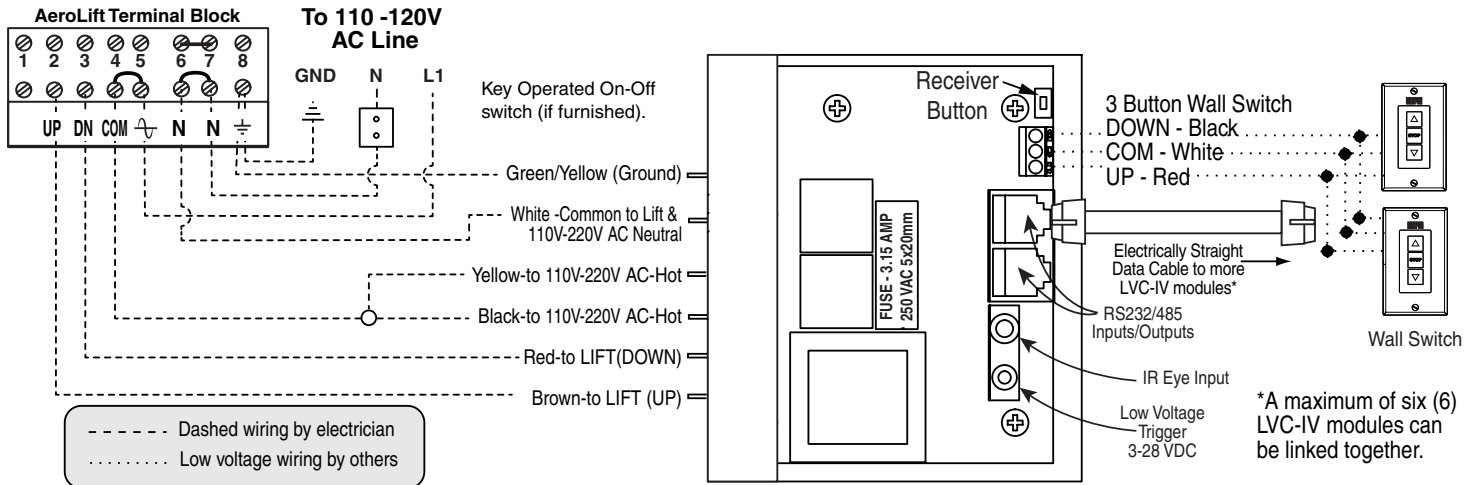 AeroLift Terminal Block
1 2 3 4 5 6 7 8
UP DN COM N N
To 110 -120V
AC Line
GND N L1
Key Operated On-Off
switch (if furnished).
Green/Yellow (Ground)
White -Common to Lift &
110V-220V AC Neutral
Yellow-to 110V-220V AC-Hot
Black-to 110V-220V AC-Hot
Red-to LIFT(DOWN)
Brown-to LIFT (UP)
Dashed wiring by electrician
Low voltage wiring by others
FUSE - 3.15 AMP
250 VAC 5x20mm
Receiver
Button
3 Button Wall Switch
DOWN - Black
COM - White
UP - Red
Electrically Straight
Data Cable to more
LVC-IV modules*
RS232/485
Inputs/Outputs
IR Eye Input
Low Voltage
Trigger
3-28 VDC
STOP
STOP
Wall Switch
*A maximum of six (6)
LVC-IV modules can
be linked together.